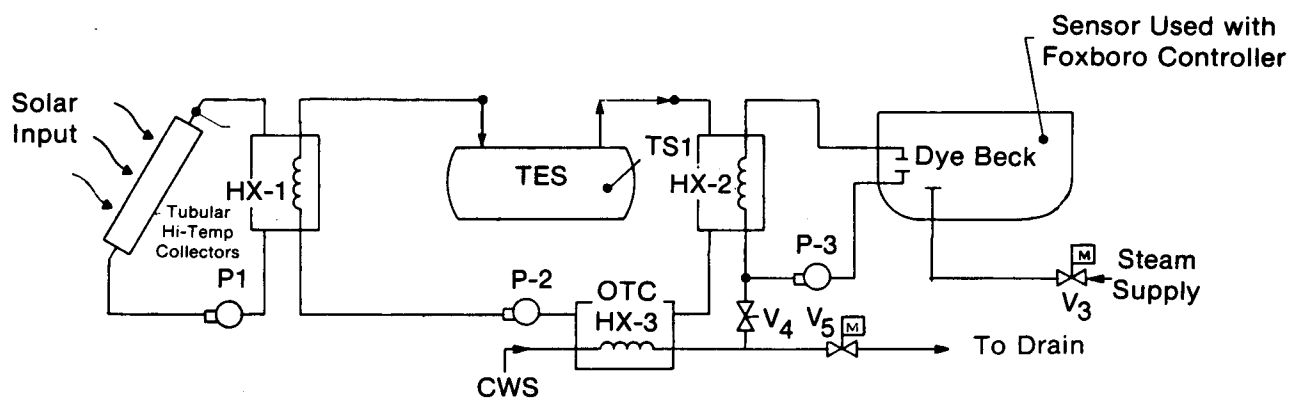 Sensor Used with
Foxboro Controller
Solar
Input
HX-1
TES
TS1
HX-2
Dye Beck
Tubular
Hi-Temp
Collectors
P1
P-2
OTC
HX-3
P-3
V4
V5
M
M
V3
Steam
Supply
CWS
To Drain